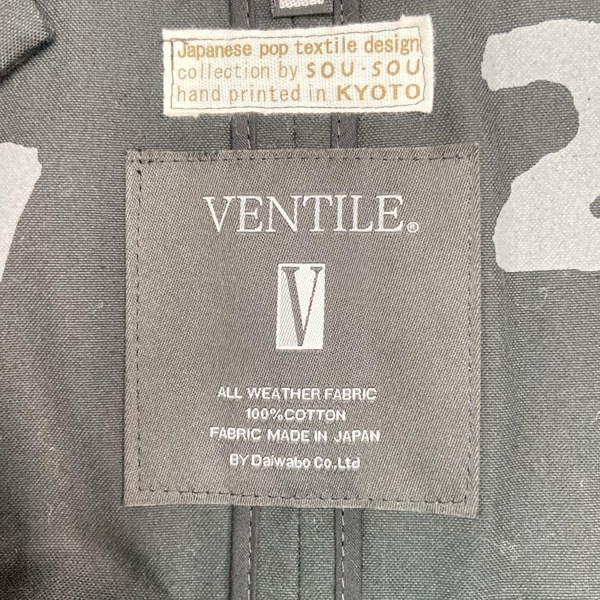 Japanese pop textile design
collection by SOU·SOU
hand printed in KYOTO
VENTILE®
V
ALL WEATHER FABRIC
100%COTTON
FABRIC MADE IN JAPAN
BY Daiwabo Co.,Ltd
2